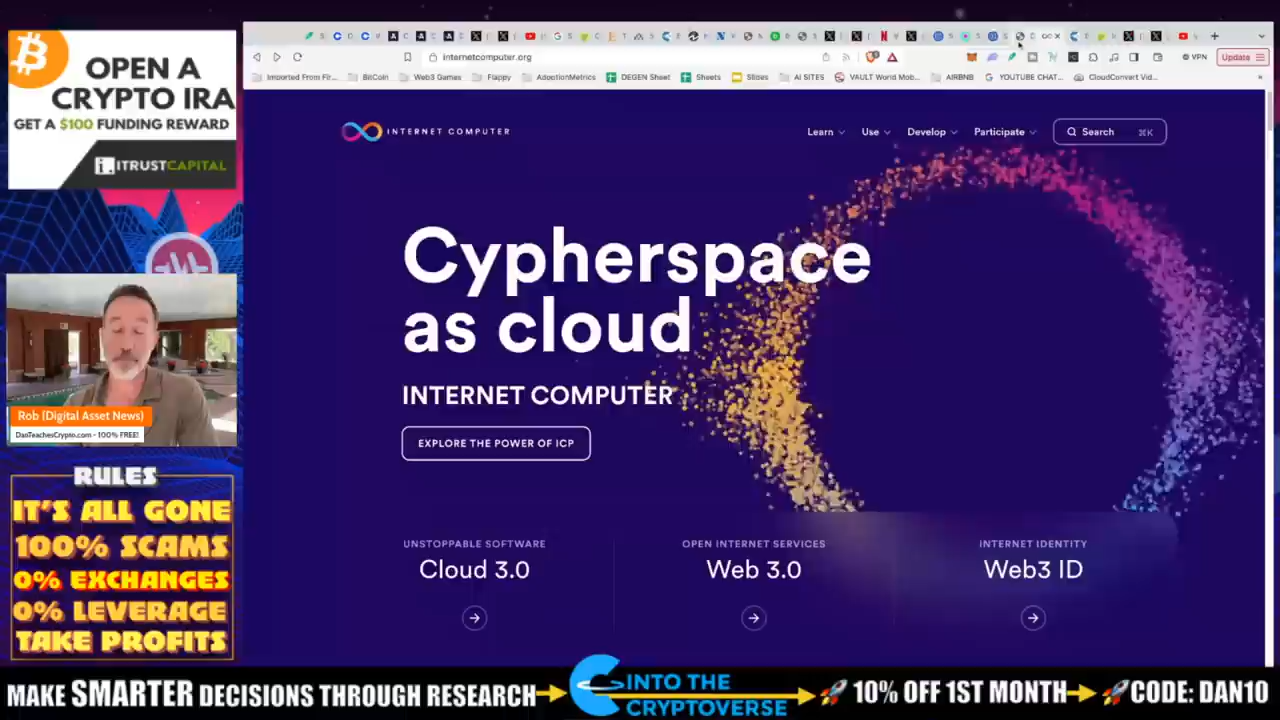 OPEN A
CRYPTO IRA
GET A $100 FUNDING REWARD
ITRUSTCAPITAL
Rob (Digital Asset News)
DanTeachesCrypto.com - 100% FREE!
RULES
IT'S ALL GONE
100% SCAMS
0% EXCHANGES
0% LEVERAGE
TAKE PROFITS
internetcomputer.org
VPN
Update
Imported From Fir...
BitCoin
Web3 Games
Flappy
AdoptionMetrics
DEGEN Sheet
Sheets
Slides
AI SITES
VAULT World Mob...
AIRBNB
YOUTUBE CHAT...
CloudConvert Vid...
»
INTERNET COMPUTER
Learn
Use
Develop
Participate
Search
⌘K
Cypherspace
as cloud
INTERNET COMPUTER
EXPLORE THE POWER OF ICP
UNSTOPPABLE SOFTWARE
Cloud 3.0
OPEN INTERNET SERVICES
Web 3.0
INTERNET IDENTITY
Web3 ID
MAKE SMARTER DECISIONS THROUGH RESEARCH
INTO THE
CRYPTOVERSE
10% OFF 1ST MONTH
CODE: DAN10